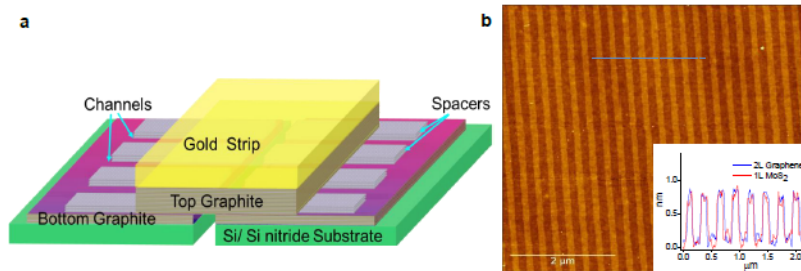 a
Channels
Spacers
Gold Strip
Top Graphite
Bottom Graphite
Si/ Si nitride Substrate
b
2 µm
2L Graphene
1L MoS₂
1.0
0.5
0.0
nm
0.0 0.5 1.0 1.5 2.0
µm